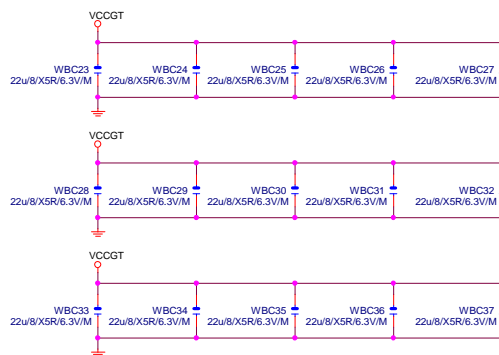 VCCGT
WBC23 WBC24 WBC25 WBC26 WBC27
22u/8/X5R/6.3V/M 22u/8/X5R/6.3V/M 22u/8/X5R/6.3V/M 22u/8/X5R/6.3V/M 22u/8/X5R/6.3V/M
VCCGT
WBC28 WBC29 WBC30 WBC31 WBC32
22u/8/X5R/6.3V/M 22u/8/X5R/6.3V/M 22u/8/X5R/6.3V/M 22u/8/X5R/6.3V/M 22u/8/X5R/6.3V/M
VCCGT
WBC33 WBC34 WBC35 WBC36 WBC37
22u/8/X5R/6.3V/M 22u/8/X5R/6.3V/M 22u/8/X5R/6.3V/M 22u/8/X5R/6.3V/M 22u/8/X5R/6.3V/M